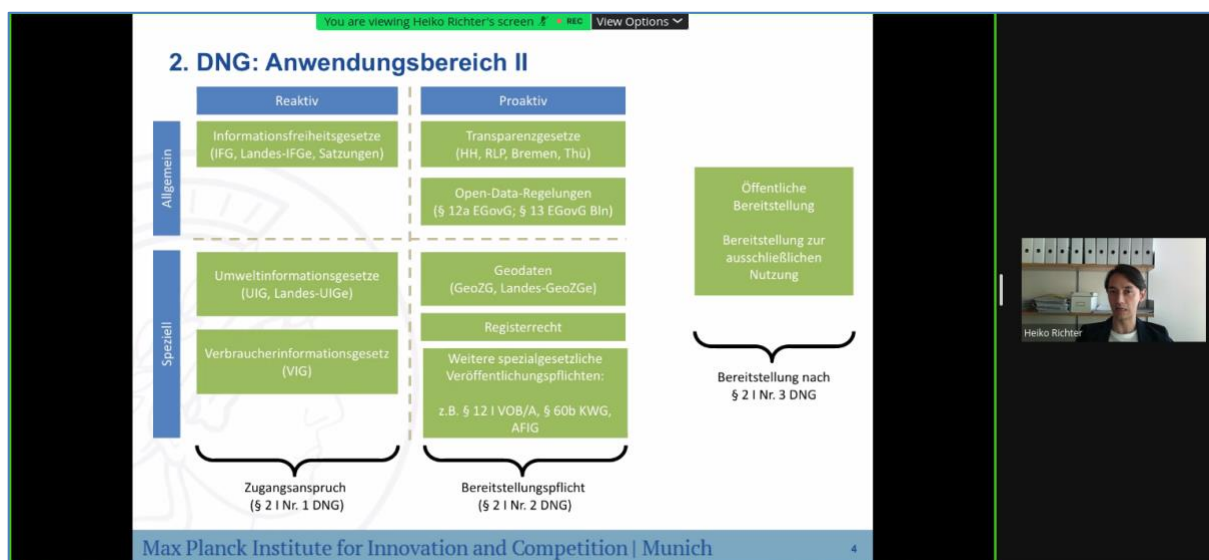 You are viewing Heiko Richter's screen
REC
View Options
2. DNG: Anwendungsbereich II
Reaktiv
Proaktiv
Allgemein
Informationsfreiheitsgesetze
(IFG, Landes-IFGe, Satzungen)
Transparenzgesetze
(HH, RLP, Bremen, Thü)
Open-Data-Regelungen
(§ 12a EGovG; § 13 EGovG Bln)
Öffentliche
Bereitstellung
Bereitstellung zur
ausschließlichen
Nutzung
Speziell
Umweltinformationsgesetze
(UIG, Landes-UIGe)
Verbraucherinformationsgesetz
(VIG)
Geodaten
(GeoZG, Landes-GeoZGe)
Registerrecht
Weitere spezialgesetzliche
Veröffentlichungspflichten:
z.B. § 12 I VOB/A, § 60b KWG,
AFIG
Bereitstellung nach
§ 2 I Nr. 3 DNG
Zugangsanspruch
(§ 2 I Nr. 1 DNG)
Bereitstellungspflicht
(§ 2 I Nr. 2 DNG)
Max Planck Institute for Innovation and Competition | Munich
4
Heiko Richter